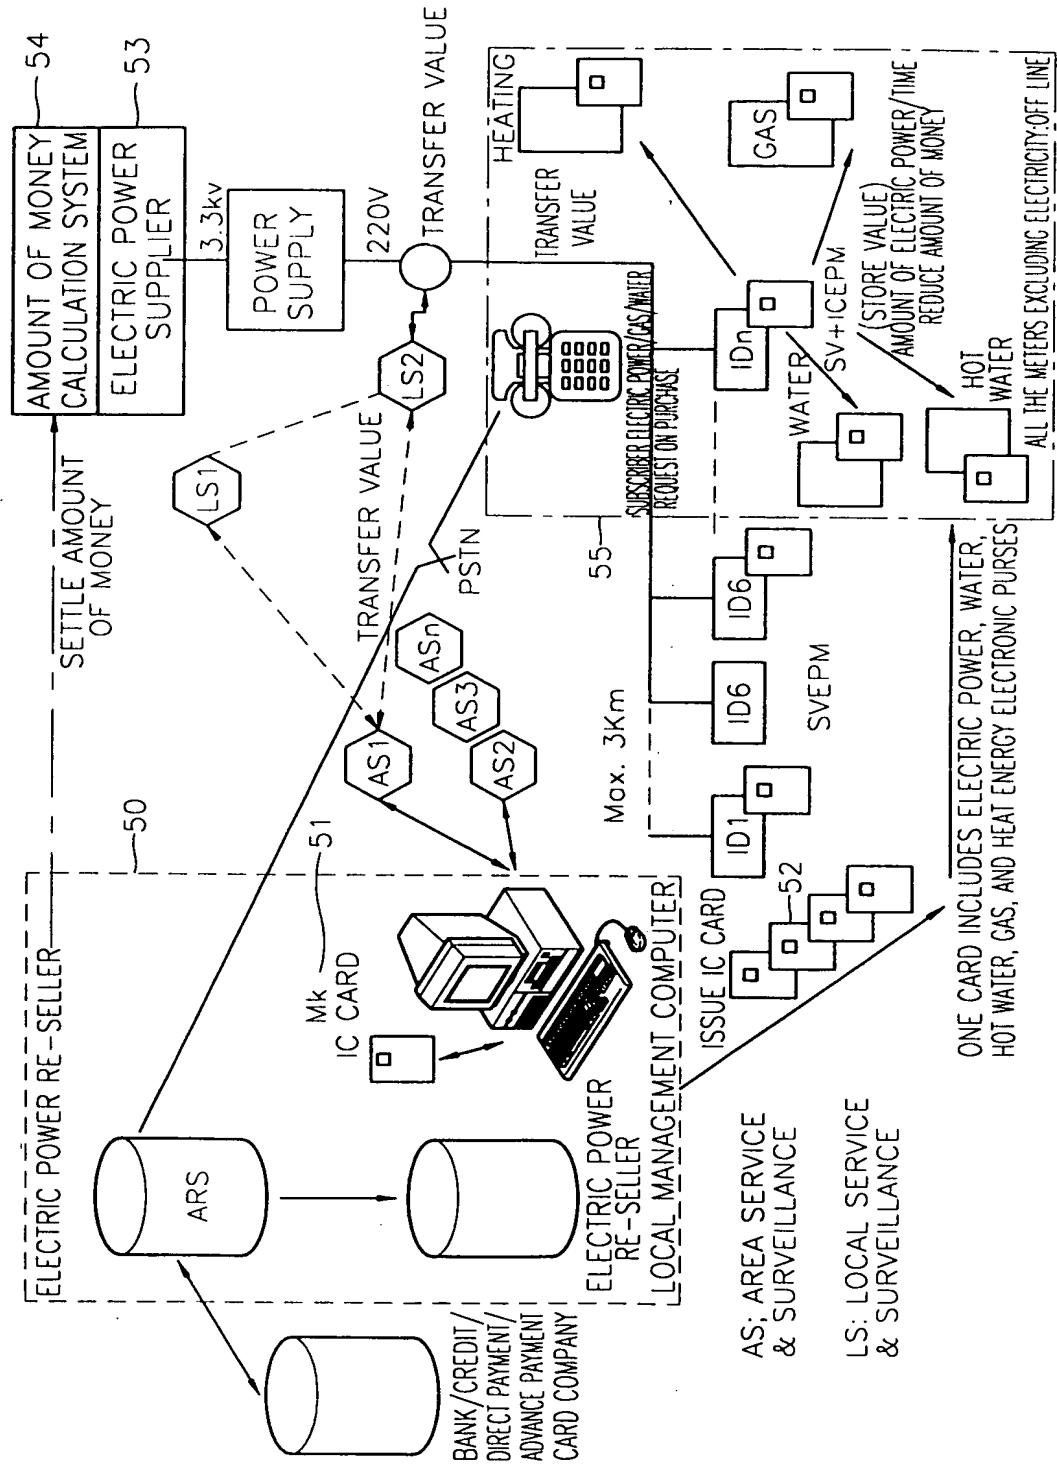 AMOUNT OF MONEY
CALCULATION SYSTEM
54
ELECTRIC POWER
SUPPLIER
53
SETTLE AMOUNT
OF MONEY
3.3kv
POWER
SUPPLY
220V
TRANSFER VALUE
LS1
LS2
TRANSFER VALUE
AS1
ASn
AS3
AS2
PSTN
50
ELECTRIC POWER RE-SELLER
ARS
Mk
IC CARD
51
ELECTRIC POWER
RE-SELLER
LOCAL MANAGEMENT COMPUTER
BANK/CREDIT/
DIRECT PAYMENT/
ADVANCE PAYMENT
CARD COMPANY
55
HEATING
TRANSFER
VALUE
SUBSCRIBER ELECTRIC POWER/GAS/WATER
REQUEST ON PURCHASE
GAS
IDn
SV+ICEPM
(STORE VALUE)
AMOUNT OF ELECTRIC POWER/TIME
REDUCE AMOUNT OF MONEY
WATER
HOT
WATER
ALL THE METERS EXCLUDING ELECTRICITY:OFF LINE
Max. 3Km
ID1
ID6
ID6
SVEPM
ISSUE IC CARD
52
ONE CARD INCLUDES ELECTRIC POWER, WATER,
HOT WATER, GAS, AND HEAT ENERGY ELECTRONIC PURSES
AS; AREA SERVICE
& SURVEILLANCE
LS: LOCAL SERVICE
& SURVEILLANCE